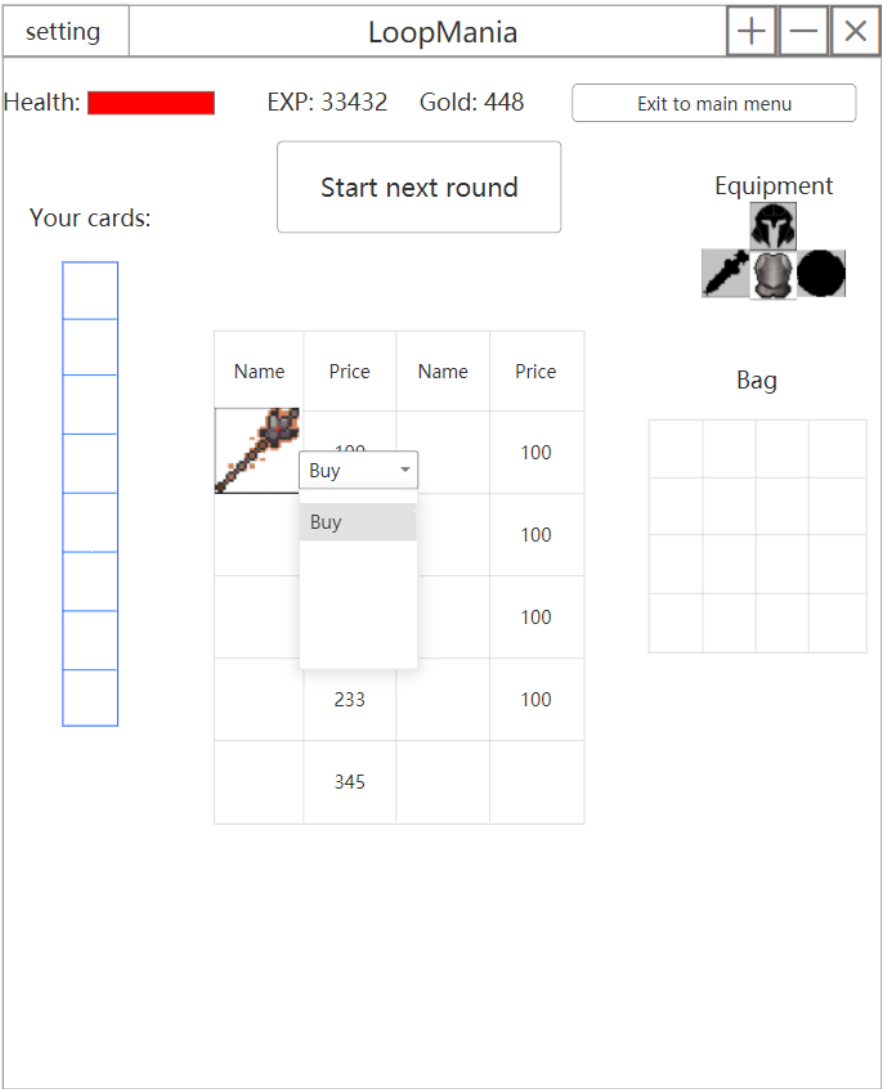 setting
LoopMania
Health:
EXP: 33432
Gold: 448
Exit to main menu
Start next round
Equipment
Your cards:
Name Price Name Price
Bag
100
100
Buy
Buy
100
100
233 100
345